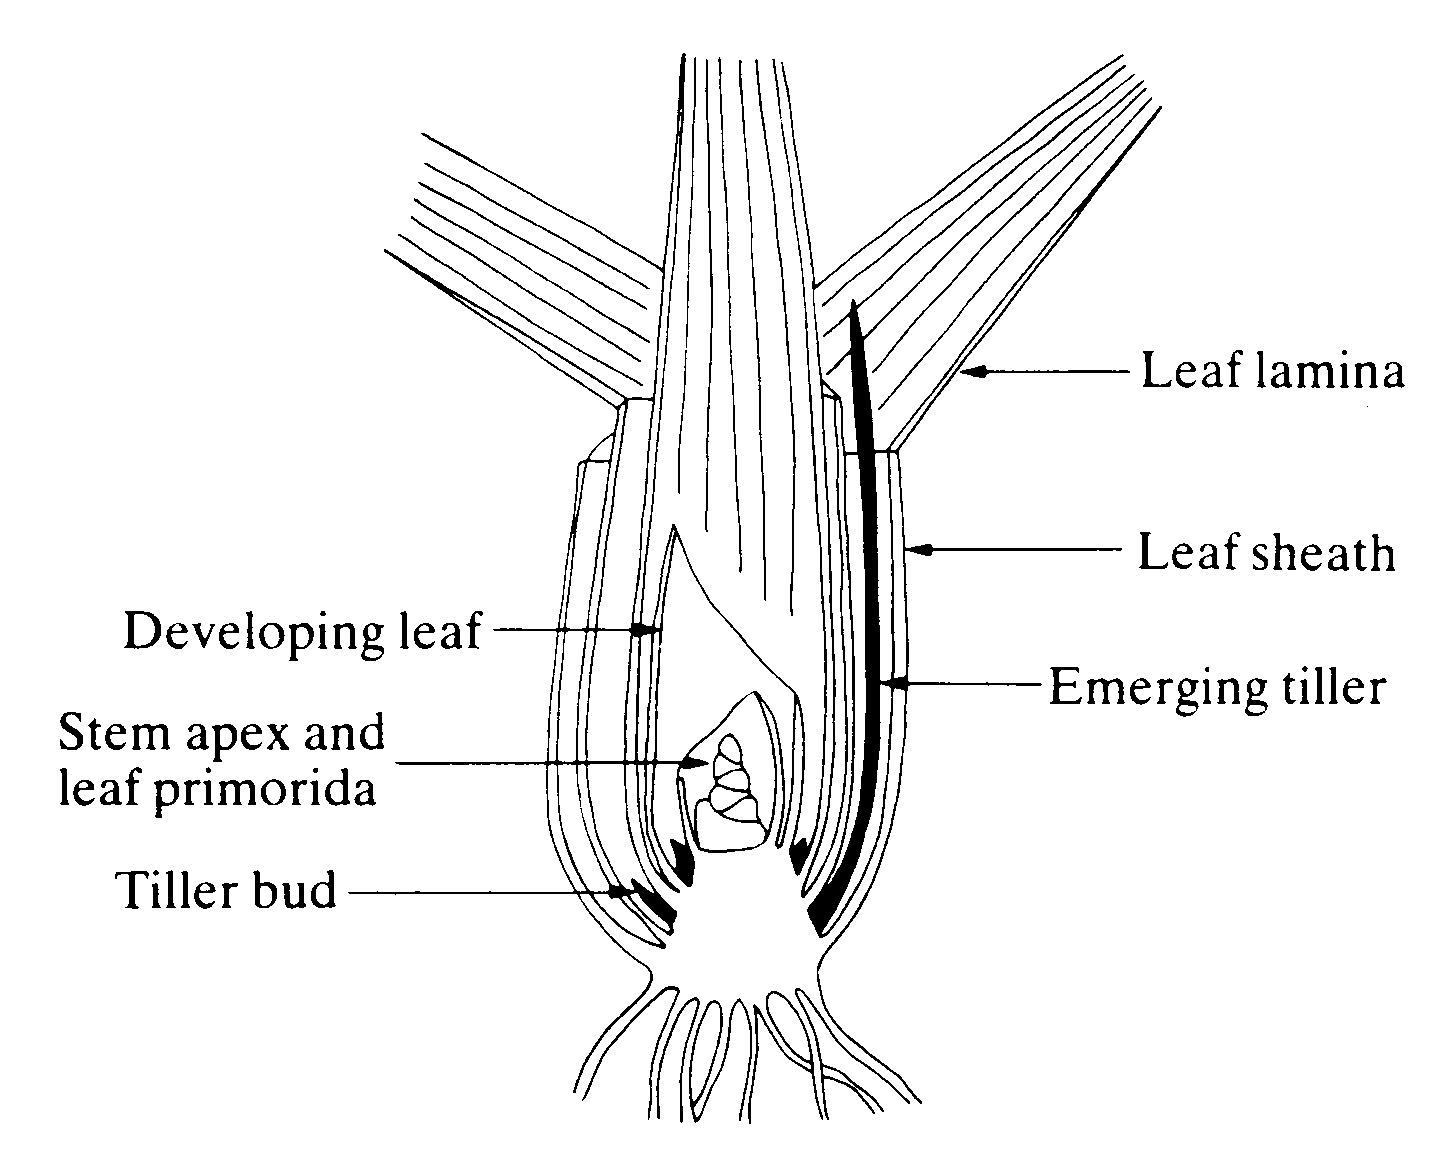 Leaf lamina
Leaf sheath
Developing leaf
Emerging tiller
Stem apex and
leaf primorida
Tiller bud